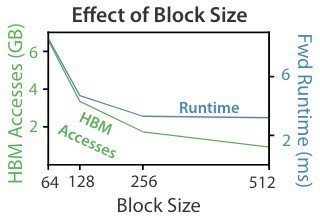 Effect of Block Size
HBM Accesses (GB)
6
4
2
Fwd Runtime (ms)
6
2
Runtime
HBM
Accesses
64 128 256 512
Block Size